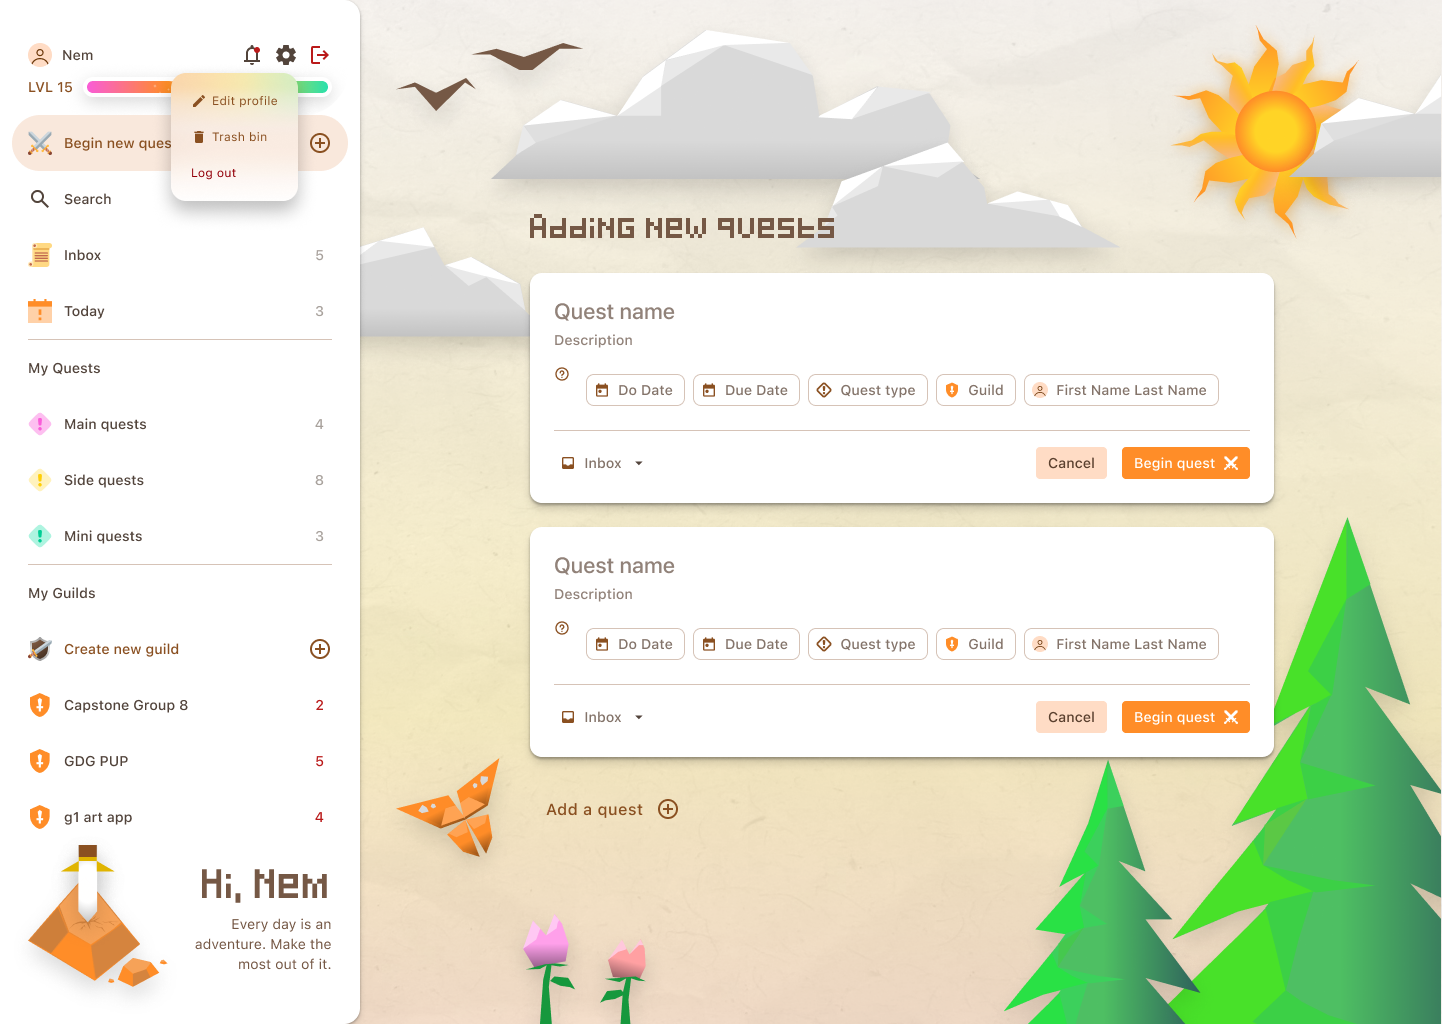 Nem
LVL 15
Edit profile
Trash bin
Log out
Begin new ques
Search
Inbox 5
Today 3
My Quests
Main quests 4
Side quests 8
Mini quests 3
My Guilds
Create new guild
Capstone Group 8 2
GDG PUP 5
g1 art app 4
Hi, Nem
Every day is an
adventure. Make the
most out of it.
Adding new quests
Quest name
Description
Do Date Due Date Quest type Guild First Name Last Name
Inbox Cancel Begin quest
Quest name
Description
Do Date Due Date Quest type Guild First Name Last Name
Inbox Cancel Begin quest
Add a quest